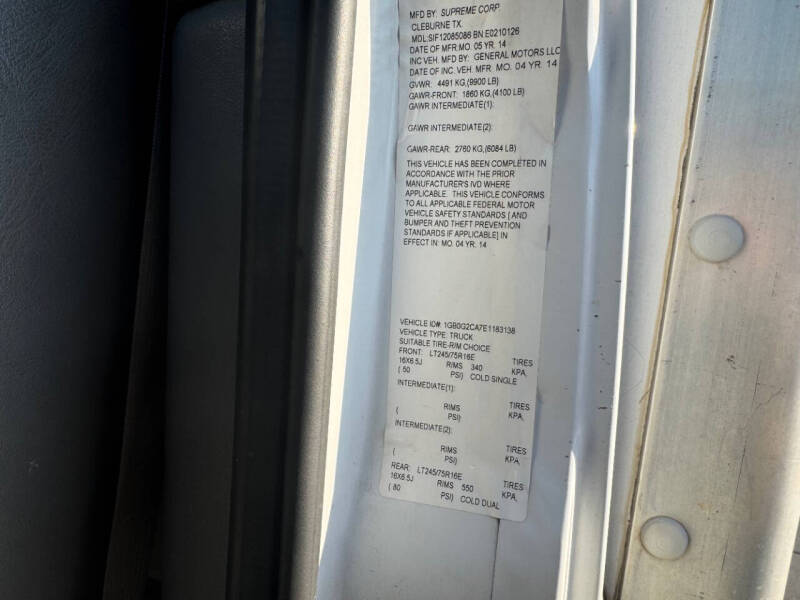 MFD BY: SUPREME CORP
CLEBURNE TX.
MDL:SIF12085086 BN.E0210126
DATE OF MFR.MO. 05 YR. 14
INC VEH. MFD BY: GENERAL MOTORS LLC
DATE OF INC. VEH. MFR. MO. 04 YR. 14
GVWR: 4491 KG,(9900 LB)
GAWR-FRONT: 1860 KG,(4100 LB)
GAWR INTERMEDIATE(1):
GAWR INTERMEDIATE(2):
GAWR-REAR: 2760 KG,(6084 LB)
THIS VEHICLE HAS BEEN COMPLETED IN
ACCORDANCE WITH THE PRIOR
MANUFACTURER'S IVD WHERE
APPLICABLE. THIS VEHICLE CONFORMS
TO ALL APPLICABLE FEDERAL MOTOR
VEHICLE SAFETY STANDARDS [ AND
BUMPER AND THEFT PREVENTION
STANDARDS IF APPLICABLE] IN
EFFECT IN: MO. 04 YR. 14
VEHICLE ID#: 1GB0G2CA7E1183138
VEHICLE TYPE: TRUCK
SUITABLE TIRE-RIM CHOICE
FRONT: LT245/75R16E TIRES
16X6.5J RIMS 340 KPA,
( 50 PSI) COLD SINGLE
INTERMEDIATE(1):
RIMS TIRES
( PSI) KPA,
INTERMEDIATE(2):
RIMS TIRES
( PSI) KPA,
REAR: LT245/75R16E TIRES
16X6.5J RIMS 550 KPA,
( 80 PSI) COLD DUAL